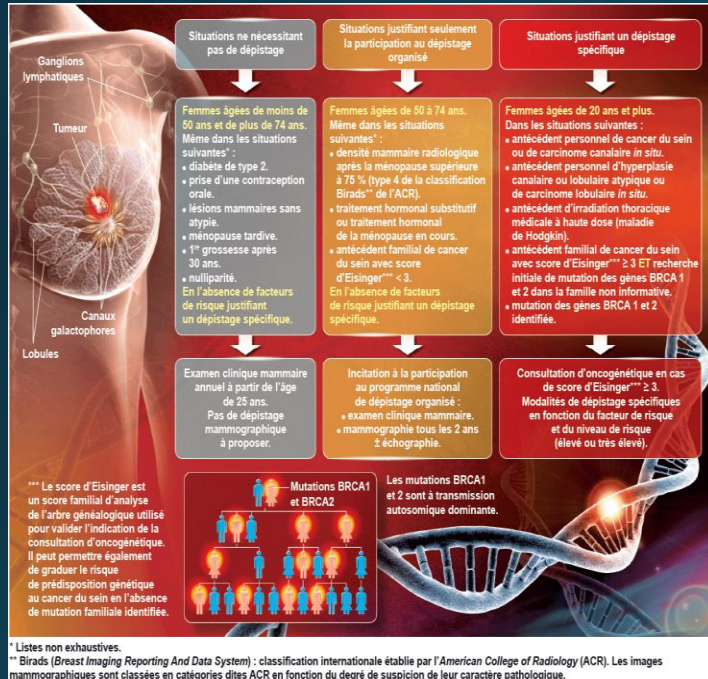 Ganglions
lymphatiques
Tumeur
Canaux
galactophores
Lobules
Situations ne nécessitant
pas de dépistage
Femmes âgées de moins de
50 ans et de plus de 74 ans.
Même dans les situations
suivantes* :
• diabète de type 2.
• prise d'une contraception
orale.
• lésions mammaires sans
atypie.
• ménopause tardive.
• 1re grossesse après
30 ans.
• nulliparité.
En l'absence de facteurs
de risque justifiant
un dépistage spécifique.
Examen clinique mammaire
annuel à partir de l'âge
de 25 ans.
Pas de dépistage
mammographique
à proposer.
Situations justifiant seulement
la participation au dépistage
organisé
Femmes âgées de 50 à 74 ans.
Même dans les situations
suivantes* :
• densité mammaire radiologique
après la ménopause supérieure
à 75 % (type 4 de la classification
Birads** de l'ACR).
• traitement hormonal substitutif
ou traitement hormonal
de la ménopause en cours.
• antécédent familial de cancer
du sein avec score
d'Eisinger*** < 3.
En l'absence de facteurs
de risque justifiant un dépistage
spécifique.
Incitation à la participation
au programme national
de dépistage organisé :
• examen clinique mammaire.
• mammographie tous les 2 ans
± échographie.
Situations justifiant un dépistage
spécifique
Femmes âgées de 20 ans et plus.
Dans les situations suivantes :
• antécédent personnel de cancer du sein
ou de carcinome canalaire in situ.
• antécédent personnel d'hyperplasie
canalaire ou lobulaire atypique ou
de carcinome lobulaire in situ.
• antécédent d'irradiation thoracique
médicale à haute dose (maladie
de Hodgkin).
• antécédent familial de cancer du sein
avec score d'Eisinger*** ≥ 3 ET recherche
initiale de mutation des gènes BRCA 1
et 2 dans la famille non informative.
• mutation des gènes BRCA 1 et 2
identifiée.
Consultation d'oncogénétique en cas
de score d'Eisinger*** ≥ 3.
Modalités de dépistage spécifiques
en fonction du facteur de risque
et du niveau de risque
(élevé ou très élevé).
*** Le score d'Eisinger est
un score familial d'analyse
de l'arbre généalogique utilisé
pour valider l'indication de la
consultation d'oncogénétique.
Il peut permettre également
de graduer le risque
de prédisposition génétique
au cancer du sein en l'absence
de mutation familiale identifiée.
Mutations BRCA1
et BRCA2
Les mutations BRCA1
et 2 sont à transmission
autosomique dominante.
* Listes non exhaustives.
** Birads (Breast Imaging Reporting And Data System) : classification internationale établie par l'American College of Radiology (ACR). Les images
mammographiques sont classées en catégories dites ACR en fonction du degré de suspicion de leur caractère pathologique.